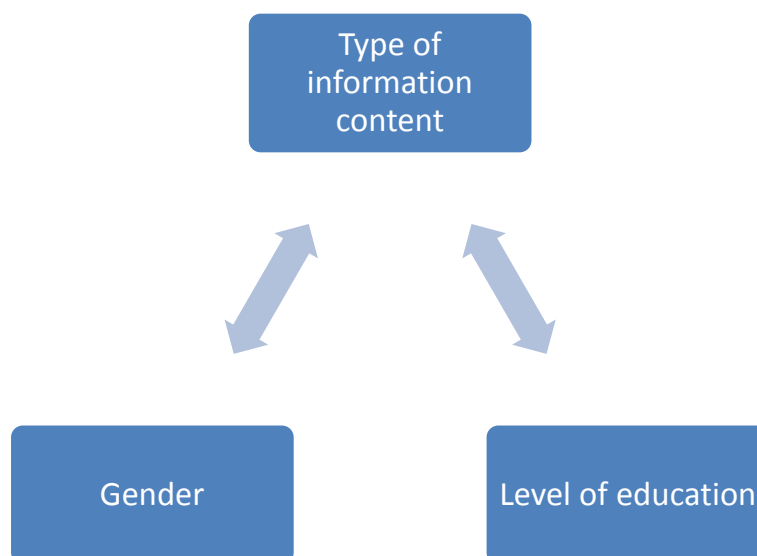 Type of
information
content
Gender
Level of education